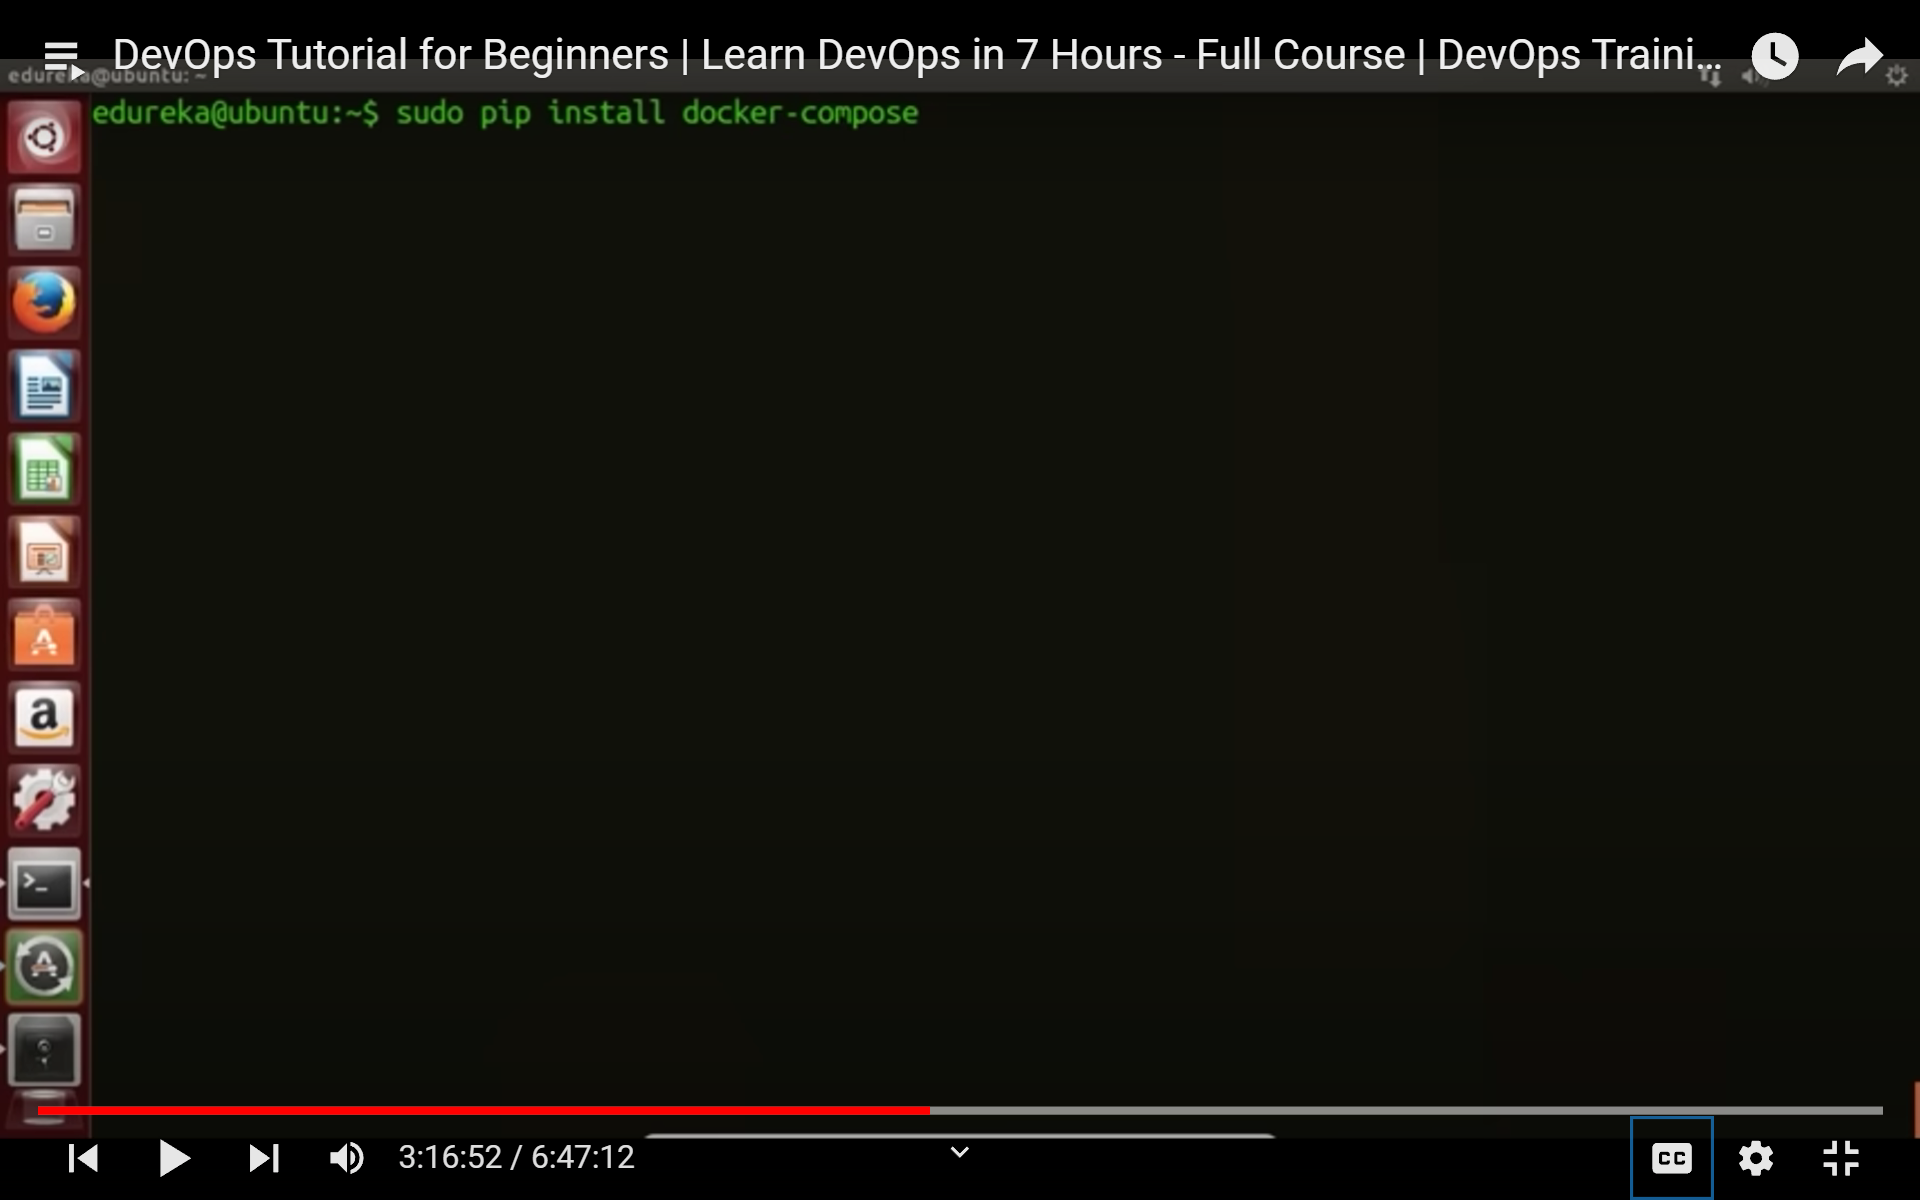 DevOps Tutorial for Beginners | Learn DevOps in 7 Hours - Full Course | DevOps Traini...
edureka@ubuntu: ~
edureka@ubuntu:~$ sudo pip install docker-compose
3:16:52 / 6:47:12
CC